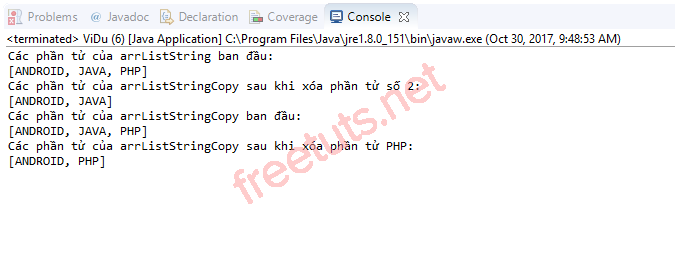 Problems @ Javadoc Declaration Coverage Console
<terminated> ViDu (6) [Java Application] C:\Program Files\Java\jre1.8.0_151\bin\javaw.exe (Oct 30, 2017, 9:48:53 AM)
Các phần tử của arrListString ban đầu:
[ANDROID, JAVA, PHP]
Các phần tử của arrListStringCopy sau khi xóa phần tử số 2:
[ANDROID, JAVA]
Các phần tử của arrListStringCopy ban đầu:
[ANDROID, JAVA, PHP]
Các phần tử của arrListStringCopy sau khi xóa phần tử PHP:
[ANDROID, PHP]
freetuts.net